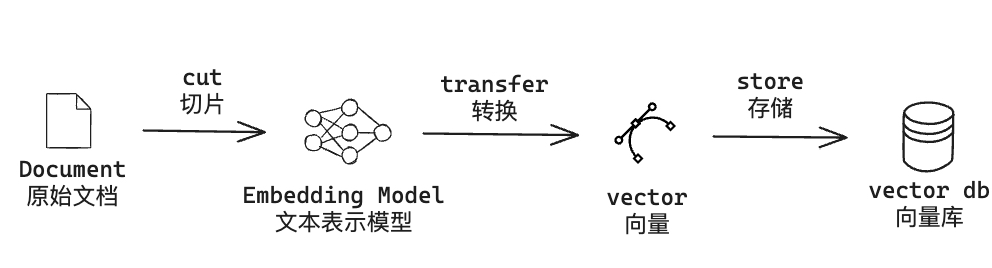 cut
切片
transfer
转换
store
存储
Document
原始文档
Embedding Model
文本表示模型
vector
向量
vector db
向量库